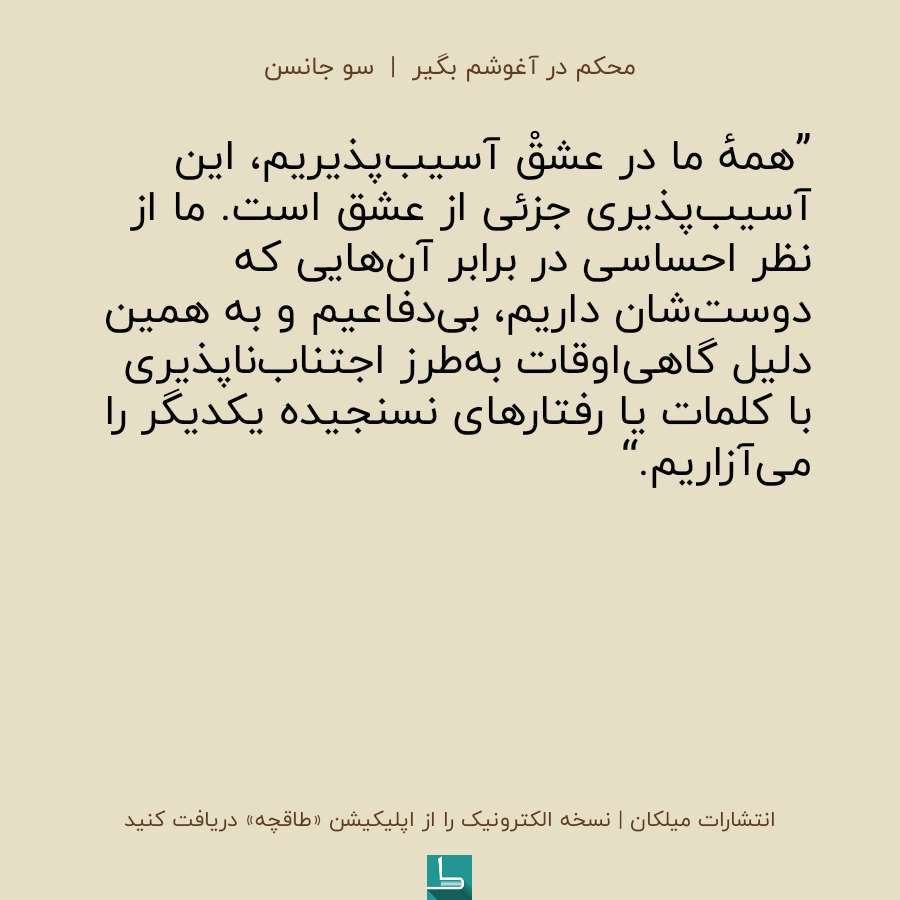 محکم در آغوشم بگیر | سو جانسن
”همهٔ ما در عشقْ آسیب‌پذیریم، این
آسیب‌پذیری جزئی از عشق است. ما از
نظر احساسی در برابر آن‌هایی که
دوست‌شان داریم، بی‌دفاعیم و به همین
دلیل گاهی‌اوقات به‌طرز اجتناب‌ناپذیری
با کلمات یا رفتارهای نسنجیده یکدیگر را
می‌آزاریم.“
انتشارات میلکان | نسخه الکترونیک را از اپلیکیشن «طاقچه» دریافت کنید